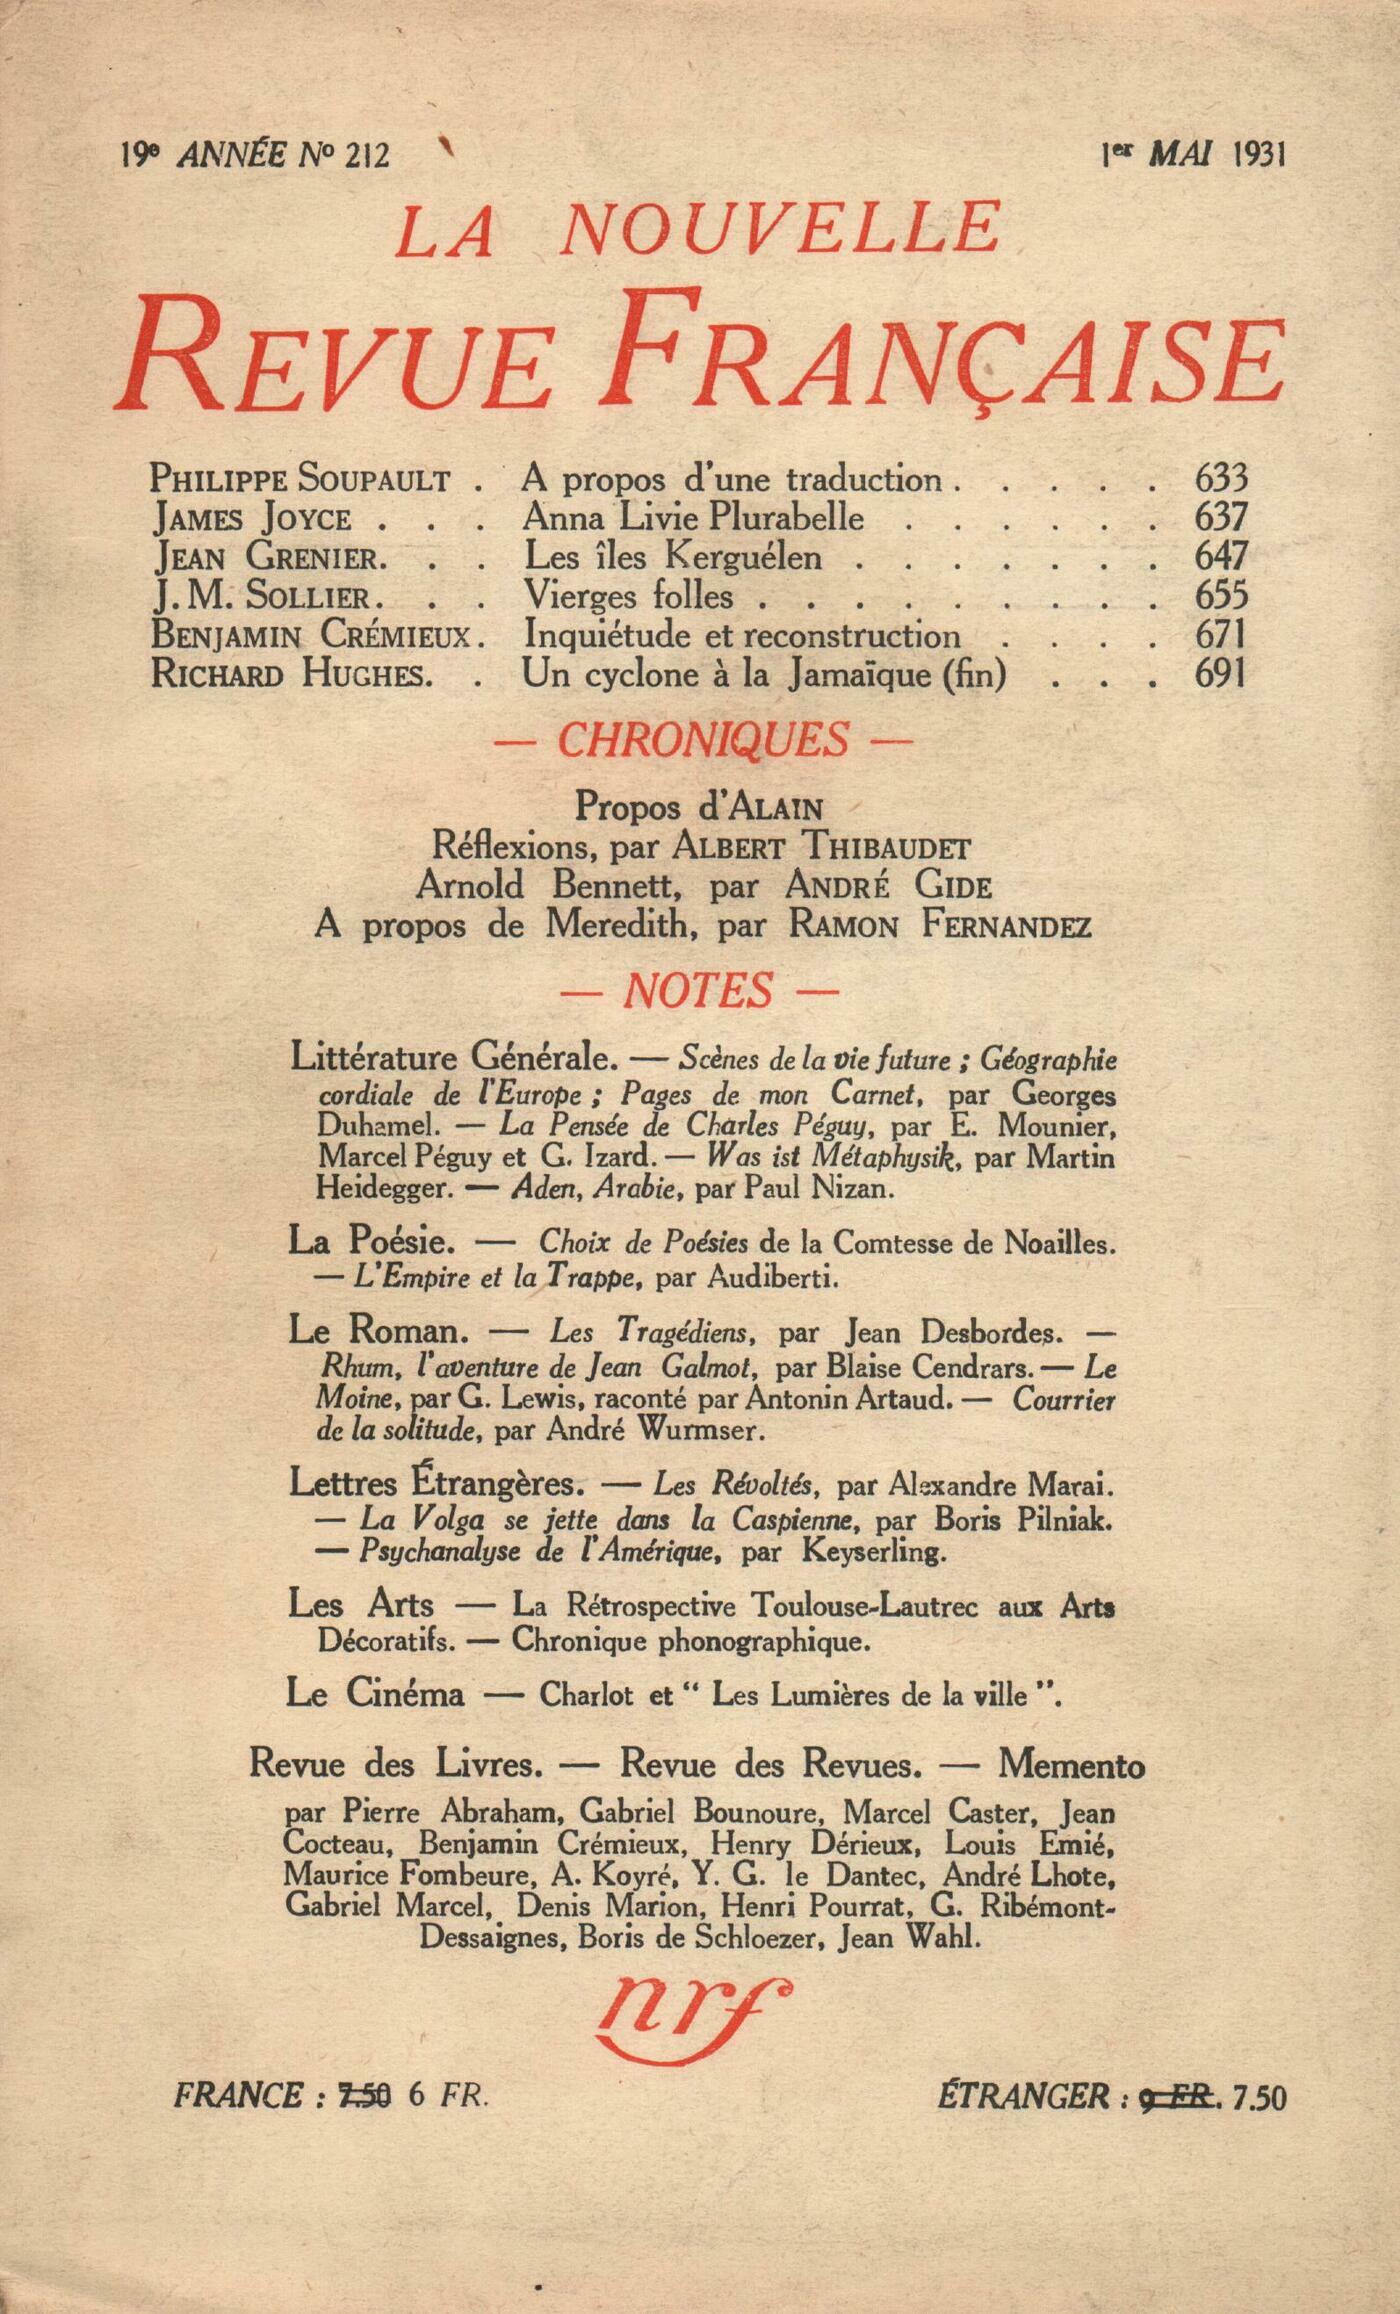 19e ANNÉE No 212
1er MAI 1931
LA NOUVELLE
REVUE FRANÇAISE
PHILIPPE SOUPAULT . A propos d'une traduction . . . . . 633
JAMES JOYCE . . . Anna Livie Plurabelle . . . . . . 637
JEAN GRENIER. . . Les îles Kerguélen . . . . . . . 647
J. M. SOLLIER. . . Vierges folles . . . . . . . . . 655
BENJAMIN CRÉMIEUX. Inquiétude et reconstruction . . . . 671
RICHARD HUGHES. . Un cyclone à la Jamaïque (fin) . . . 691
— CHRONIQUES —
Propos d'ALAIN
Réflexions, par ALBERT THIBAUDET
Arnold Bennett, par ANDRÉ GIDE
A propos de Meredith, par RAMON FERNANDEZ
— NOTES —
Littérature Générale. — Scènes de la vie future ; Géographie
cordiale de l'Europe ; Pages de mon Carnet, par Georges
Duhamel. — La Pensée de Charles Péguy, par E. Mounier,
Marcel Péguy et G. Izard. — Was ist Métaphysik, par Martin
Heidegger. — Aden, Arabie, par Paul Nizan.
La Poésie. — Choix de Poésies de la Comtesse de Noailles.
— L'Empire et la Trappe, par Audiberti.
Le Roman. — Les Tragédiens, par Jean Desbordes. —
Rhum, l'aventure de Jean Galmot, par Blaise Cendrars. — Le
Moine, par G. Lewis, raconté par Antonin Artaud. — Courrier
de la solitude, par André Wurmser.
Lettres Étrangères. — Les Révoltés, par Alexandre Marai.
— La Volga se jette dans la Caspienne, par Boris Pilniak.
— Psychanalyse de l'Amérique, par Keyserling.
Les Arts — La Rétrospective Toulouse-Lautrec aux Arts
Décoratifs. — Chronique phonographique.
Le Cinéma — Charlot et “ Les Lumières de la ville ”.
Revue des Livres. — Revue des Revues. — Memento
par Pierre Abraham, Gabriel Bounoure, Marcel Caster, Jean
Cocteau, Benjamin Crémieux, Henry Dérieux, Louis Emié,
Maurice Fombeure, A. Koyré, Y. G. le Dantec, André Lhote,
Gabriel Marcel, Denis Marion, Henri Pourrat, G. Ribémont-
Dessaignes, Boris de Schloezer, Jean Wahl.
nrf
FRANCE : 7.50 6 FR.
ÉTRANGER : 9 FR. 7.50